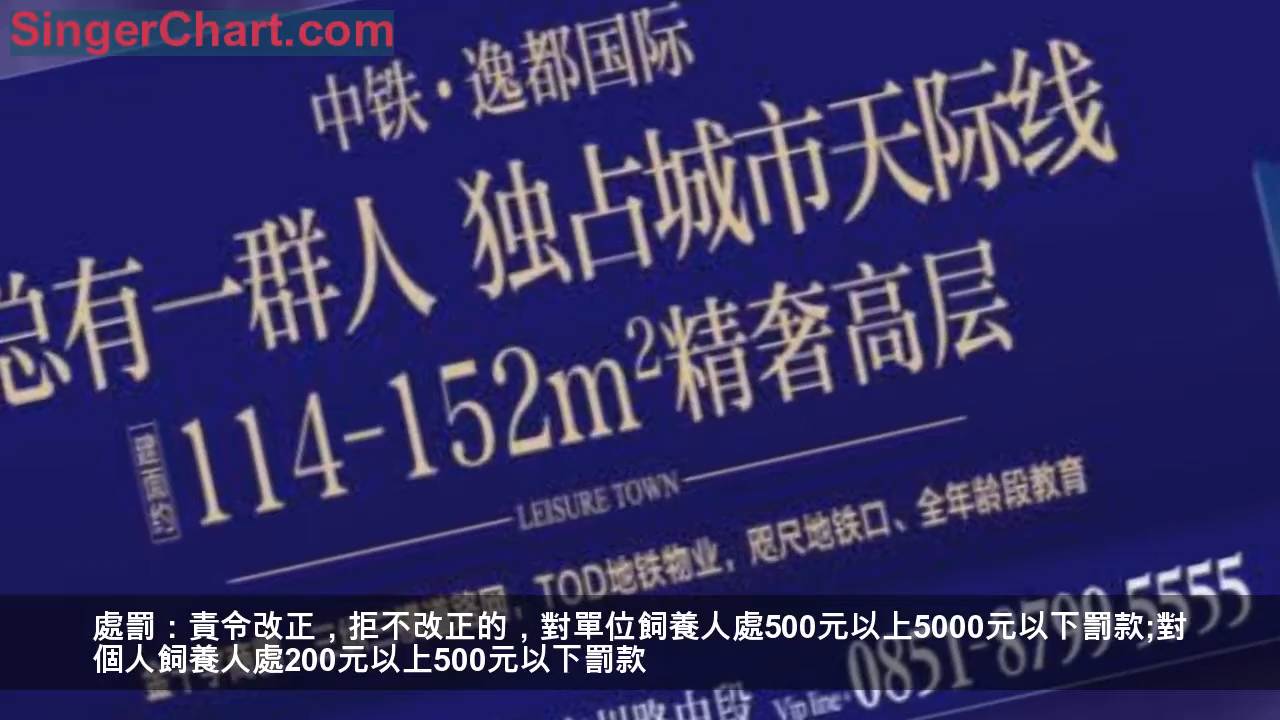 SingerChart.com
中铁·逸都国际
总有一群人 独占城市天际线
建面约 114-152m²精奢高层
LEISURE TOWN
TOD地铁物业，咫尺地铁口、全年龄段教育
0851-8799-5555
Vip line
處罰：責令改正，拒不改正的，對單位飼養人處500元以上5000元以下罰款;對
個人飼養人處200元以上500元以下罰款